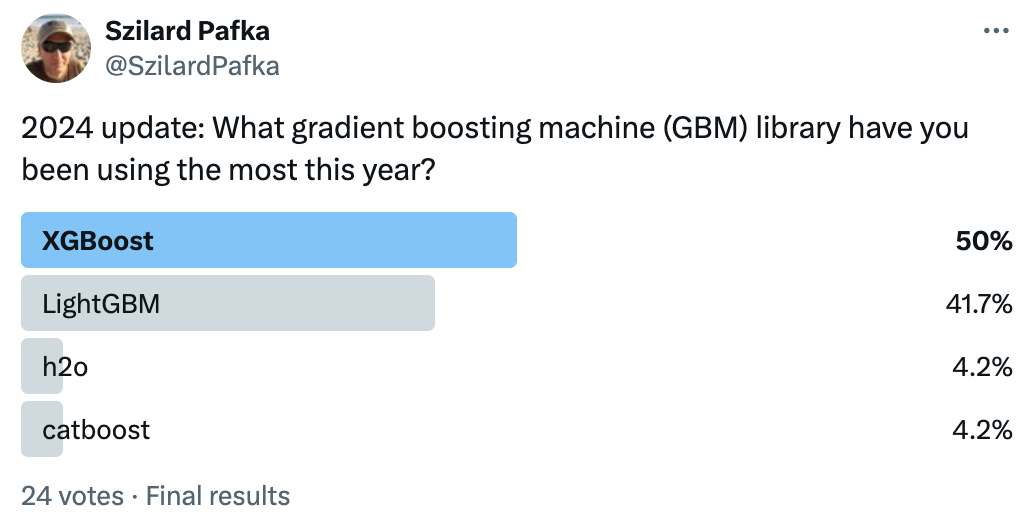 Szilard Pafka
@SzilardPafka
2024 update: What gradient boosting machine (GBM) library have you
been using the most this year?
XGBoost 50%
LightGBM 41.7%
h2o 4.2%
catboost 4.2%
24 votes · Final results